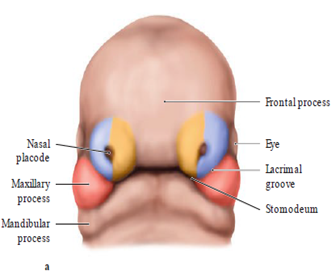 Frontal process
Nasal
placode
Eye
Lacrimal
groove
Maxillary
process
Stomodeum
Mandibular
process
a